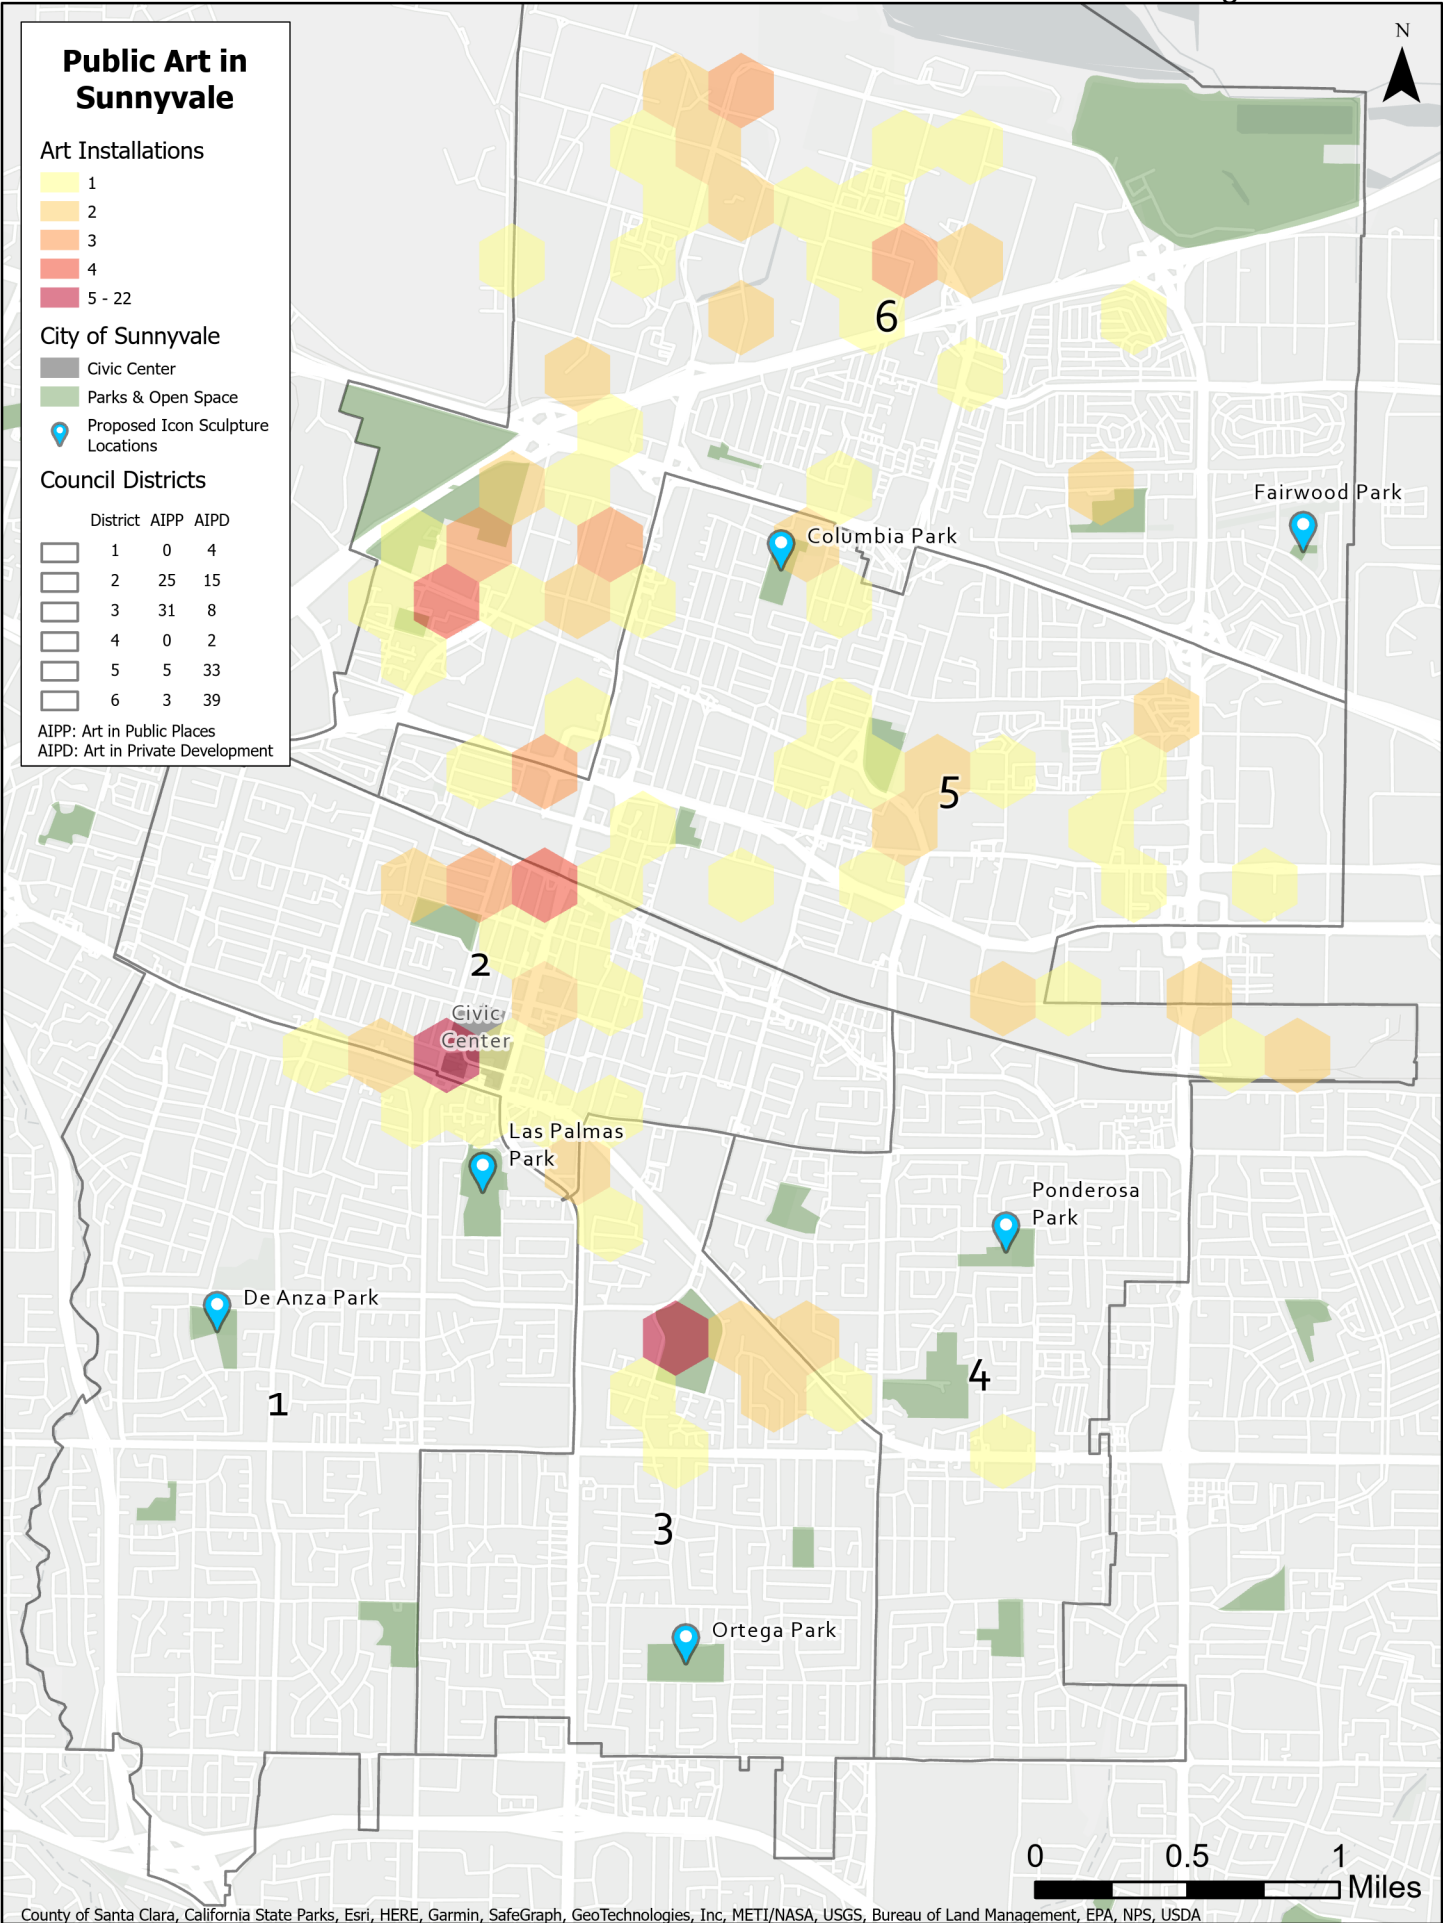 Public Art in
Sunnyvale
Art Installations
1
2
3
4
5 - 22
City of Sunnyvale
Civic Center
Parks & Open Space
Proposed Icon Sculpture
Locations
Council Districts
District AIPP AIPD
1 0 4
2 25 15
3 31 8
4 0 2
5 5 33
6 3 39
AIPP: Art in Public Places
AIPD: Art in Private Development
N
6
Fairwood Park
Columbia Park
5
2
Civic
Center
Las Palmas
Park
Ponderosa
Park
De Anza Park
4
1
3
Ortega Park
0 0.5 1
Miles
County of Santa Clara, California State Parks, Esri, HERE, Garmin, SafeGraph, GeoTechnologies, Inc, METI/NASA, USGS, Bureau of Land Management, EPA, NPS, USDA